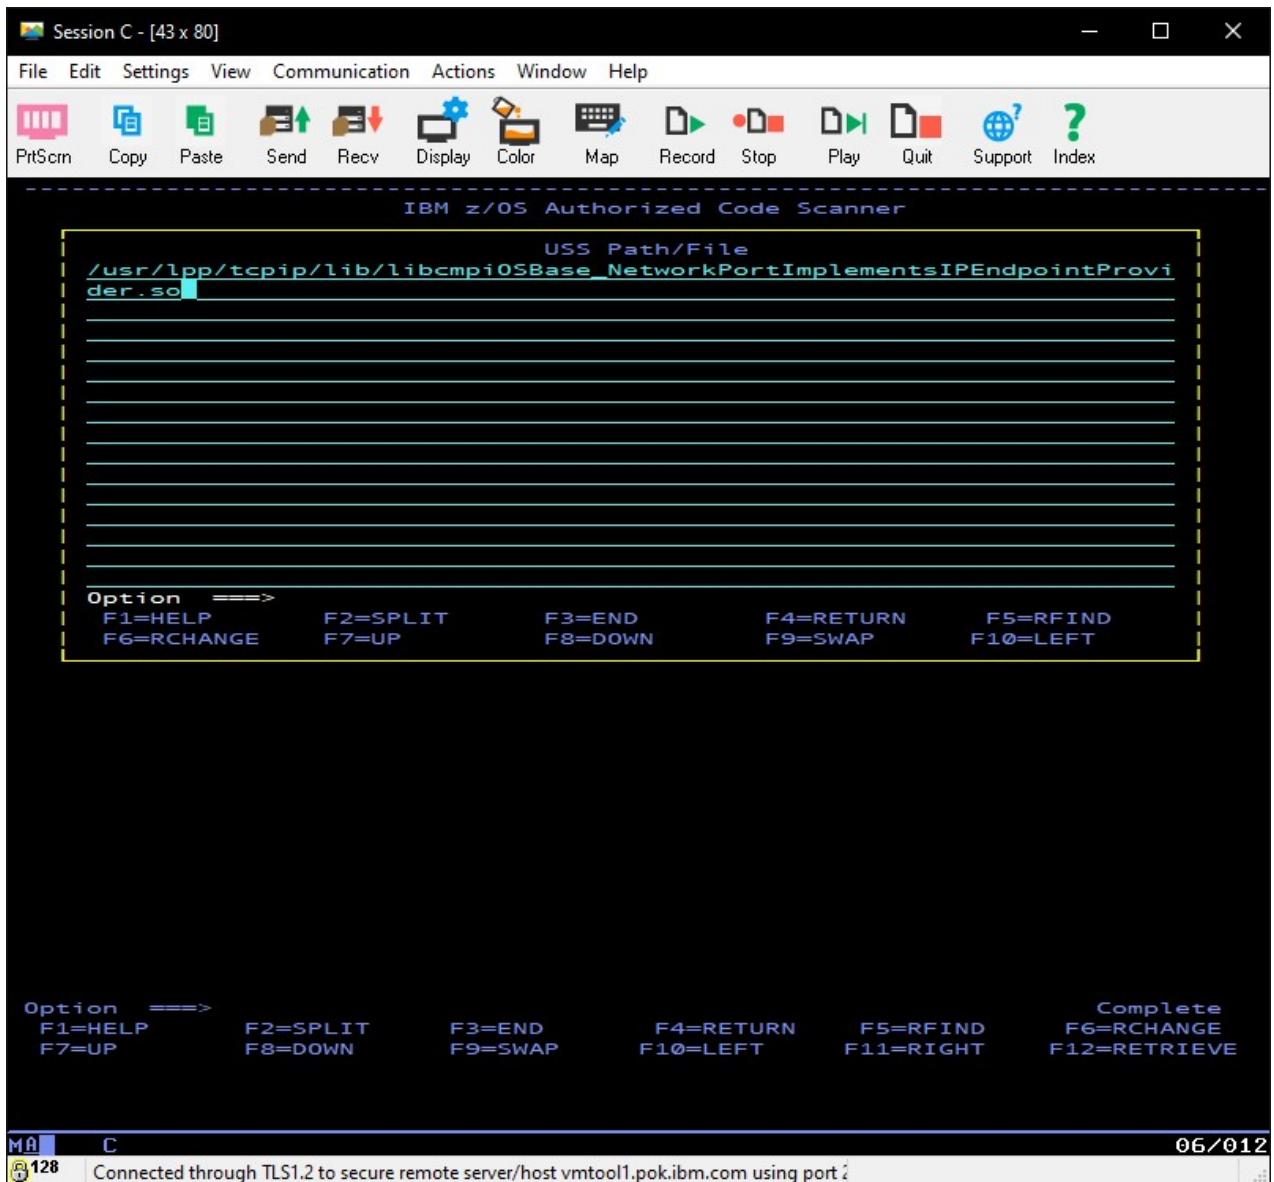 Session C - [43 x 80]
File Edit Settings View Communication Actions Window Help
PrtScrn Copy Paste Send Recv Display Color Map Record Stop Play Quit Support Index
IBM z/OS Authorized Code Scanner
USS Path/File
/usr/lpp/tcpip/lib/libcmpiOSBase_NetworkPortImplementsIPEndpointProvi
der.so
Option ===>
F1=HELP F2=SPLIT F3=END F4=RETURN F5=RFIND
F6=RCHANGE F7=UP F8=DOWN F9=SWAP F10=LEFT
Option ===> Complete
F1=HELP F2=SPLIT F3=END F4=RETURN F5=RFIND F6=RCHANGE
F7=UP F8=DOWN F9=SWAP F10=LEFT F11=RIGHT F12=RETRIEVE
MA C 06/012
128 Connected through TLS1.2 to secure remote server/host vmtool1.pok.ibm.com using port